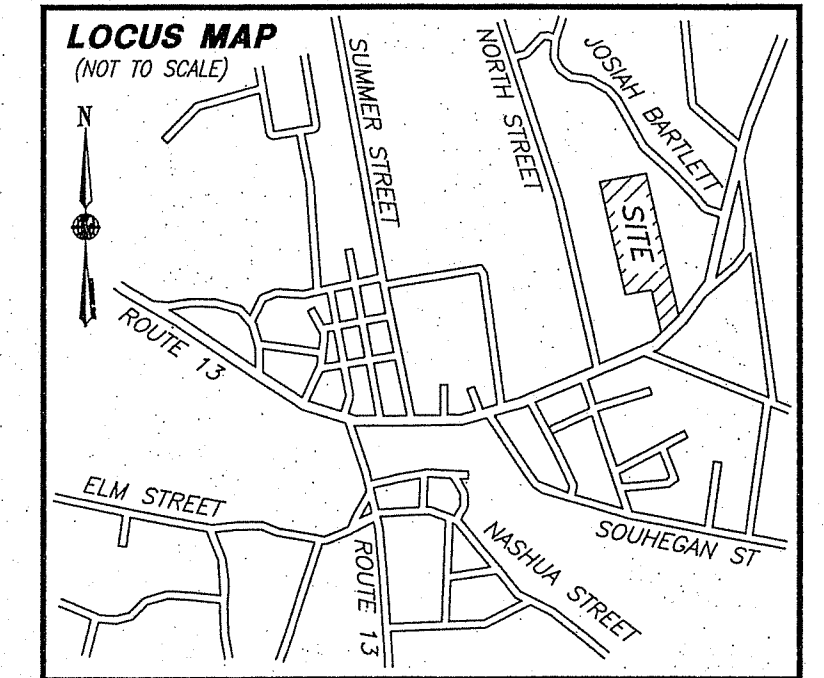 LOCUS MAP
(NOT TO SCALE)
N
SUMMER STREET
NORTH STREET
JOSIAH BARTLETT
SITE
ROUTE 13
ELM STREET
ROUTE 13
NASHUA STREET
SOUHEGAN ST